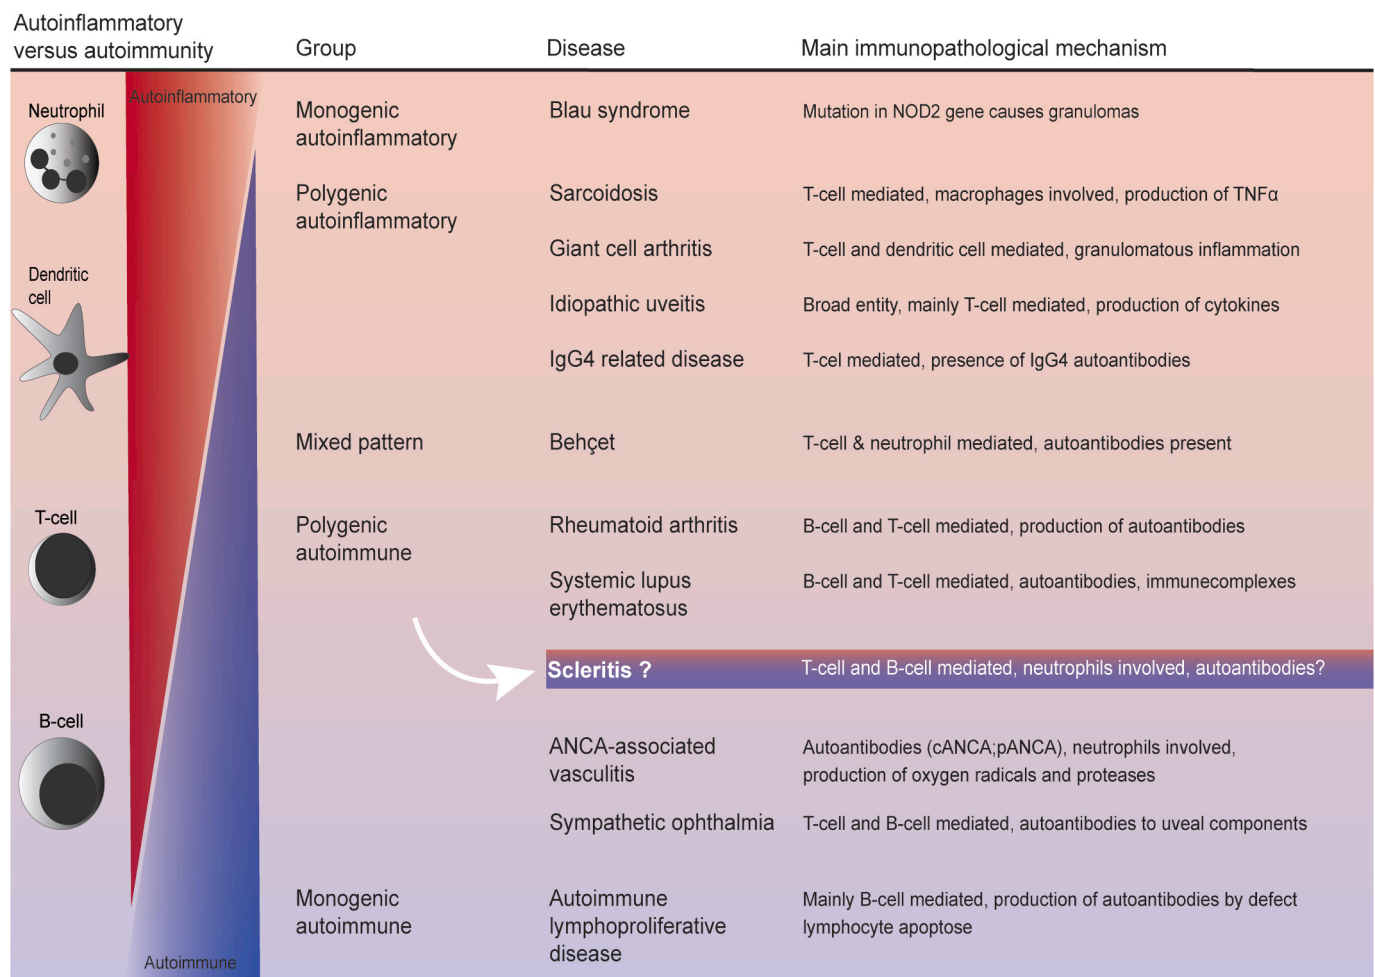 Autoinflammatory
versus autoimmunity
Group
Disease
Main immunopathological mechanism
Autoinflammatory
Neutrophil
Monogenic
autoinflammatory
Blau syndrome
Mutation in NOD2 gene causes granulomas
Polygenic
autoinflammatory
Sarcoidosis
T-cell mediated, macrophages involved, production of TNFα
Giant cell arthritis
T-cell and dendritic cell mediated, granulomatous inflammation
Dendritic
cell
Idiopathic uveitis
Broad entity, mainly T-cell mediated, production of cytokines
IgG4 related disease
T-cel mediated, presence of IgG4 autoantibodies
Mixed pattern
Behçet
T-cell & neutrophil mediated, autoantibodies present
T-cell
Polygenic
autoimmune
Rheumatoid arthritis
B-cell and T-cell mediated, production of autoantibodies
Systemic lupus
erythematosus
B-cell and T-cell mediated, autoantibodies, immunecomplexes
Scleritis ?
T-cell and B-cell mediated, neutrophils involved, autoantibodies?
B-cell
ANCA-associated
vasculitis
Autoantibodies (cANCA;pANCA), neutrophils involved,
production of oxygen radicals and proteases
Sympathetic ophthalmia
T-cell and B-cell mediated, autoantibodies to uveal components
Monogenic
autoimmune
Autoimmune
lymphoproliferative
disease
Mainly B-cell mediated, production of autoantibodies by defect
lymphocyte apoptose
Autoimmune